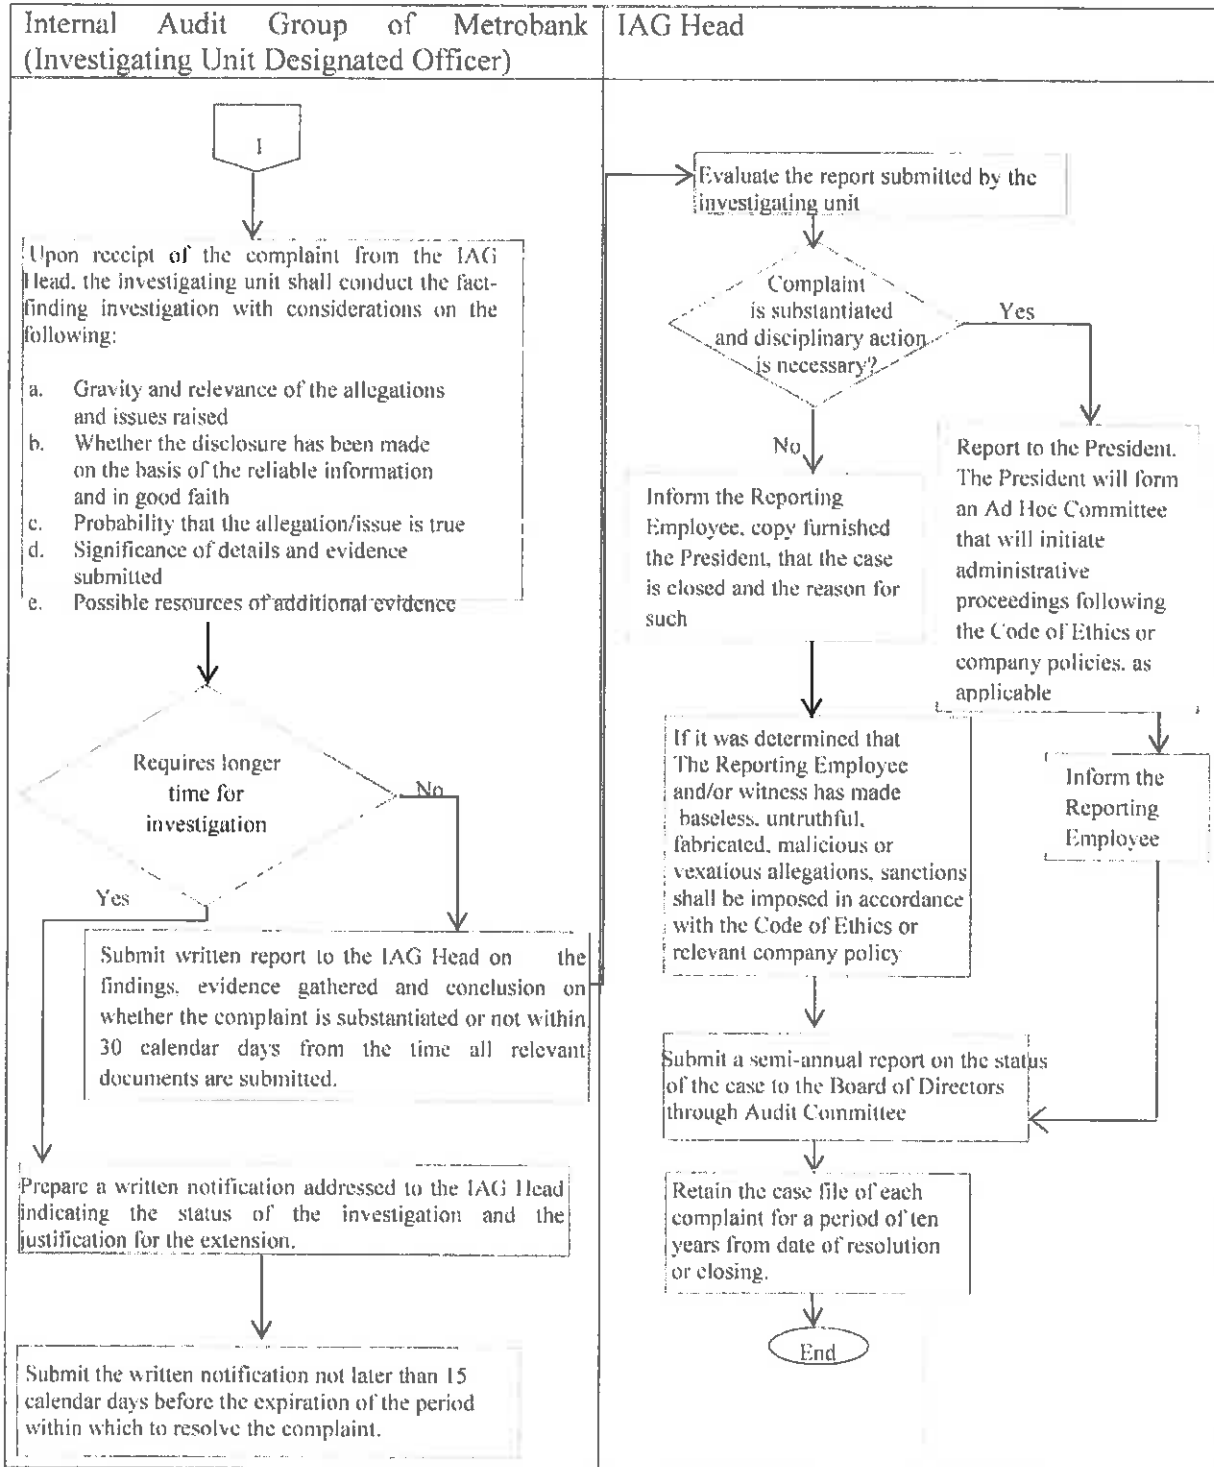 Internal Audit Group of Metrobank
(Investigating Unit Designated Officer)
IAG Head
1
Upon receipt of the complaint from the IAG
Head, the investigating unit shall conduct the fact-
finding investigation with considerations on the
following:
a. Gravity and relevance of the allegations
and issues raised
b. Whether the disclosure has been made
on the basis of the reliable information
and in good faith
c. Probability that the allegation/issue is true
d. Significance of details and evidence
submitted
e. Possible resources of additional evidence
Requires longer
time for
investigation
No
Yes
Submit written report to the IAG Head on the
findings, evidence gathered and conclusion on
whether the complaint is substantiated or not within
30 calendar days from the time all relevant
documents are submitted.
Prepare a written notification addressed to the IAG Head
indicating the status of the investigation and the
justification for the extension.
Submit the written notification not later than 15
calendar days before the expiration of the period
within which to resolve the complaint.
Evaluate the report submitted by the
investigating unit
Complaint
is substantiated
and disciplinary action
is necessary?
Yes
No
Inform the Reporting
Employee, copy furnished
the President, that the case
is closed and the reason for
such
Report to the President.
The President will form
an Ad Hoc Committee
that will initiate
administrative
proceedings following
the Code of Ethics or
company policies, as
applicable
If it was determined that
The Reporting Employee
and/or witness has made
baseless, untruthful,
fabricated, malicious or
vexatious allegations, sanctions
shall be imposed in accordance
with the Code of Ethics or
relevant company policy
Inform the
Reporting
Employee
Submit a semi-annual report on the status
of the case to the Board of Directors
through Audit Committee
Retain the case file of each
complaint for a period of ten
years from date of resolution
or closing.
End